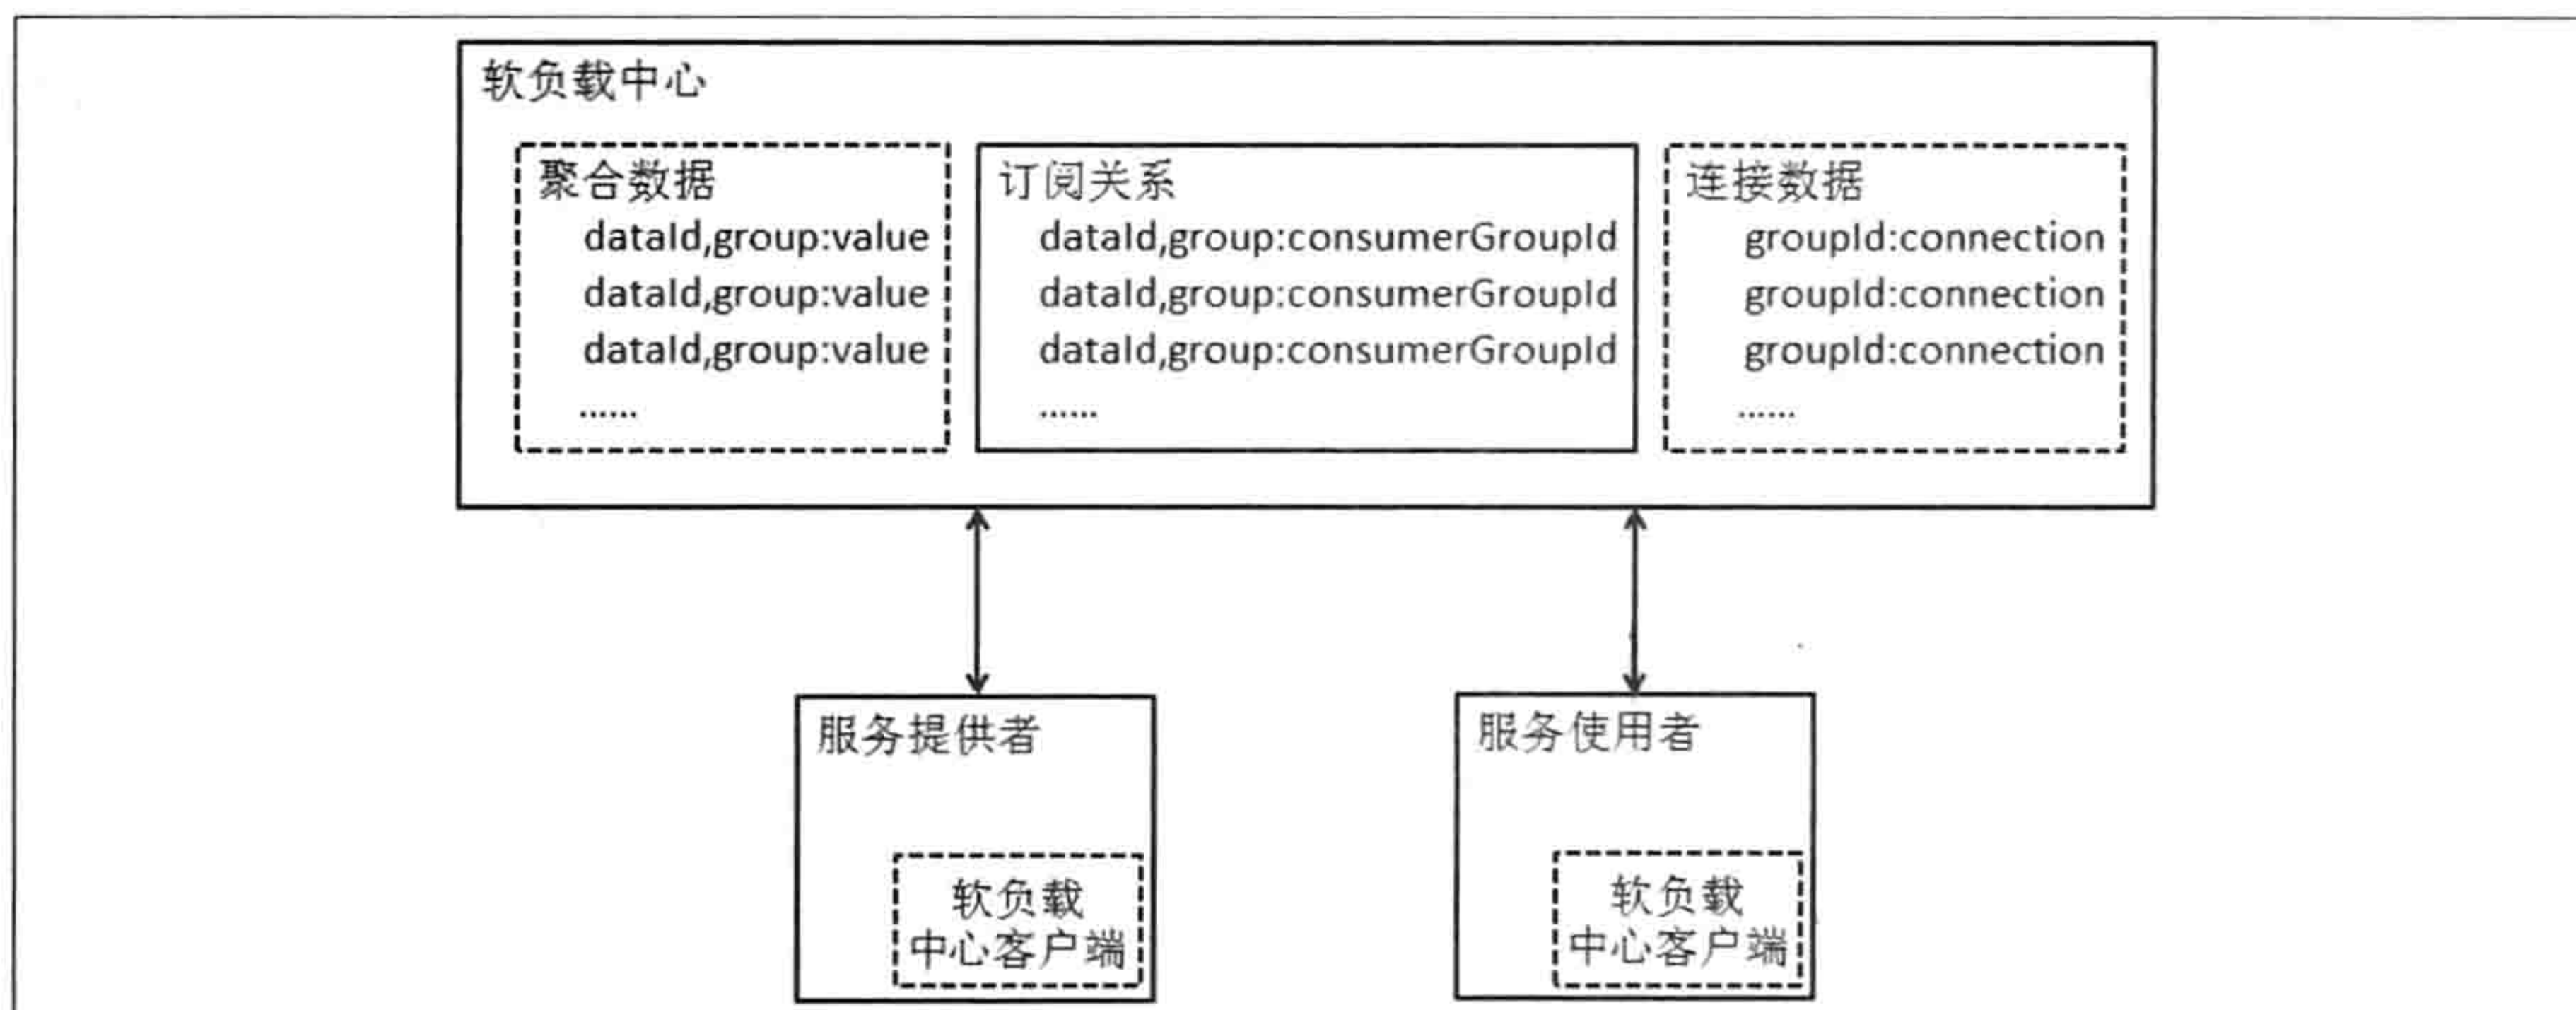 软负载中心
聚合数据
dataId,group:value
dataId,group:value
dataId,group:value
......
订阅关系
dataId,group:consumerGroupId
dataId,group:consumerGroupId
dataId,group:consumerGroupId
......
连接数据
groupId:connection
groupId:connection
groupId:connection
......
服务提供者
软负载
中心客户端
服务使用者
软负载
中心客户端